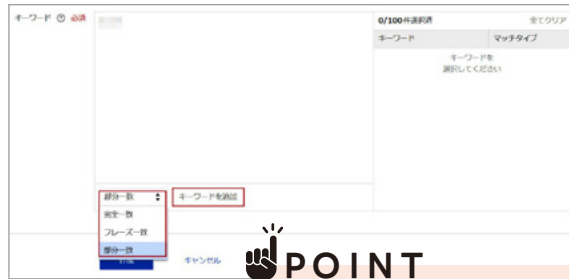 キーワード ? 必須
0/100件選択済 全てクリア
キーワード マッチタイプ
キーワードを
選択してください
部分一致 キーワードを追加
完全一致
フレーズ一致
部分一致
キャンセル
POINT